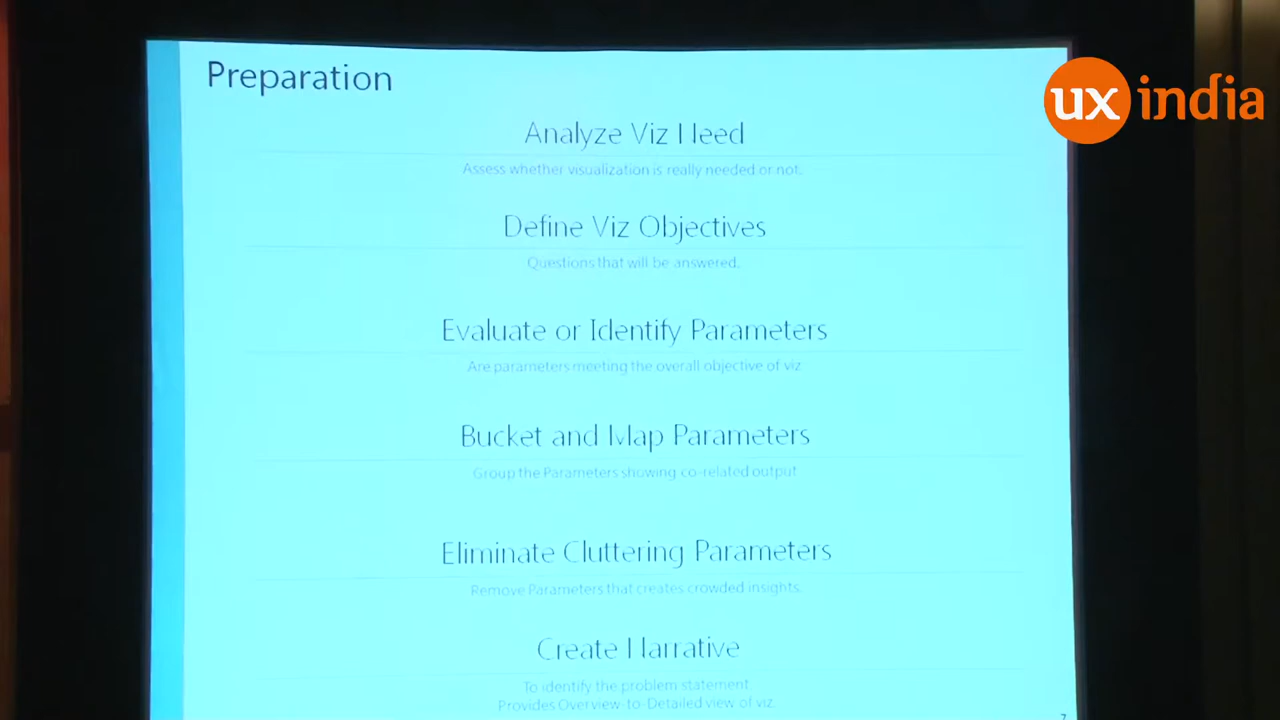 Preparation
ux india
Analyze Viz Need
Assess whether visualization is really needed or not.
Define Viz Objectives
Questions that will be answered.
Evaluate or Identify Parameters
Are parameters meeting the overall objective of viz
Bucket and Map Parameters
Group the Parameters showing co-related output
Eliminate Cluttering Parameters
Remove Parameters that creates crowded insights.
Create Narrative
To identify the problem statement
Provides Overview-to-Detailed view of viz.
7